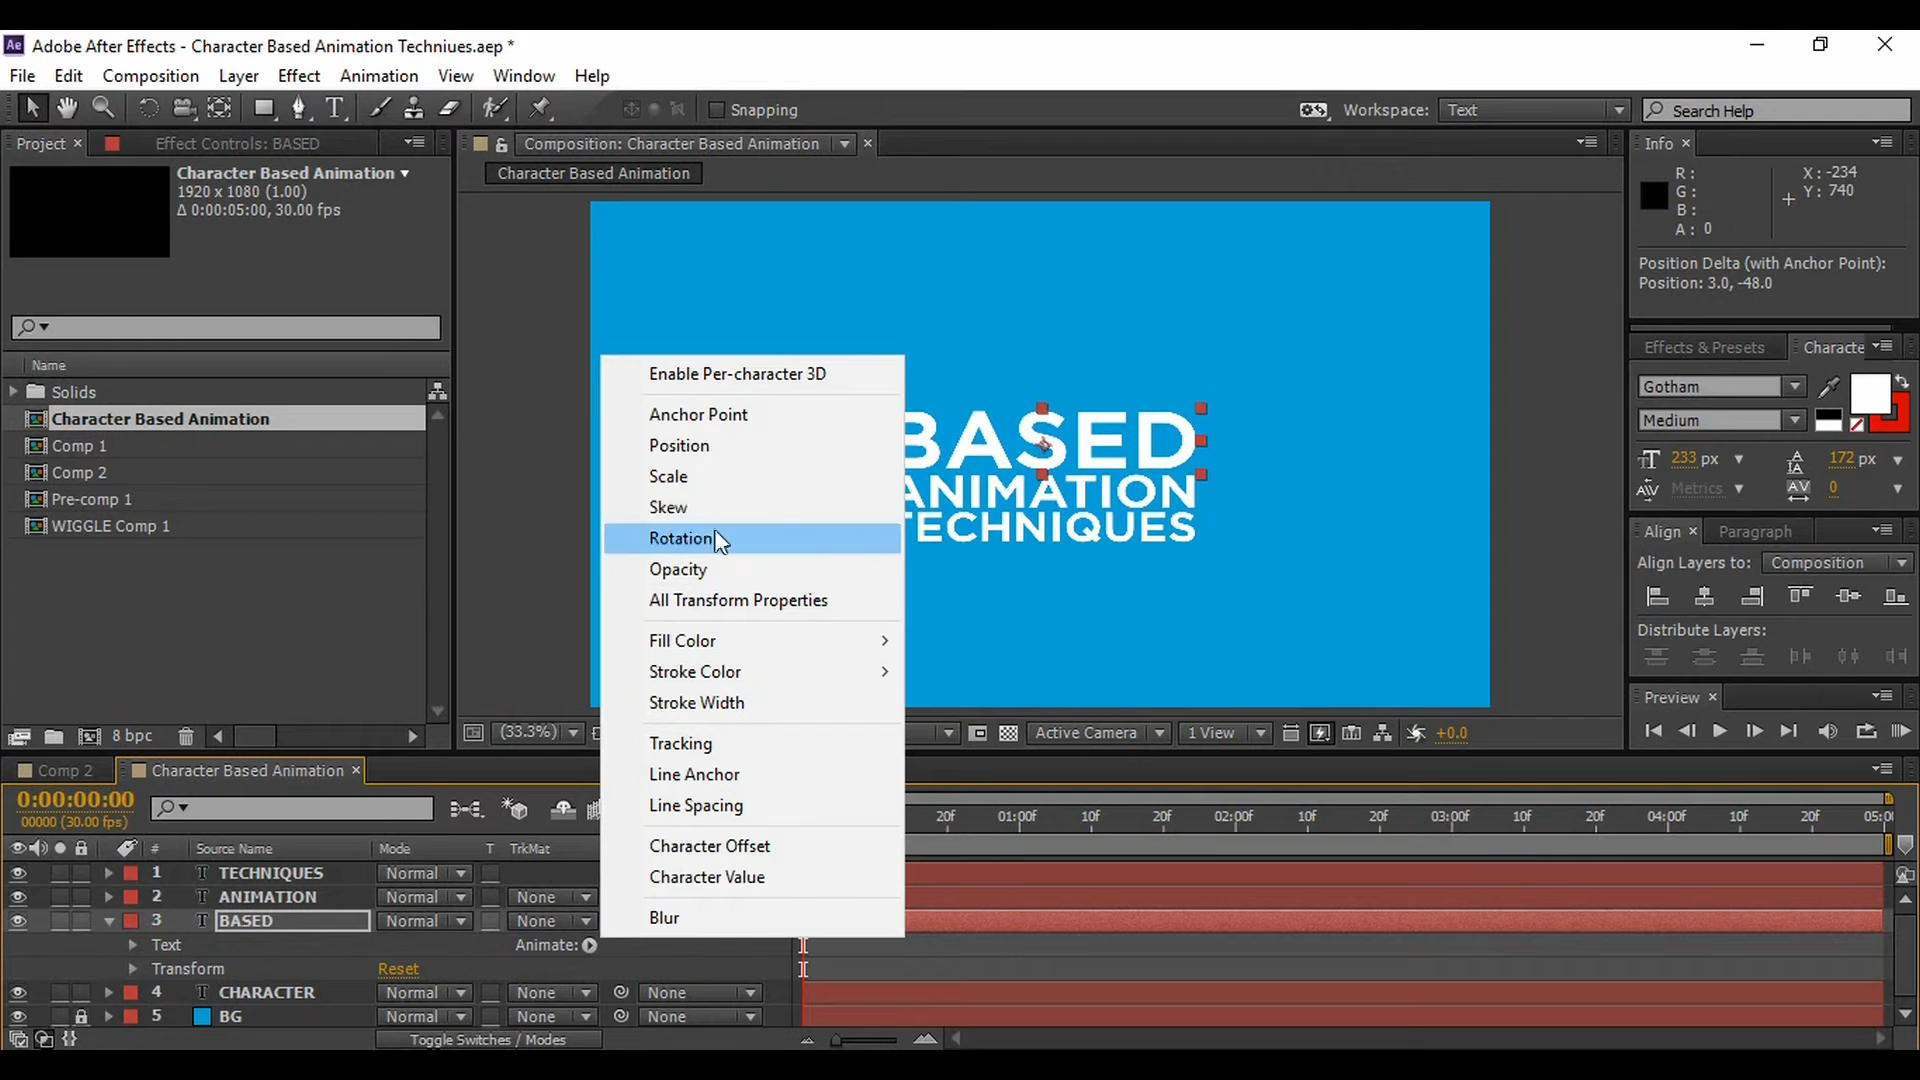 Ae Adobe After Effects - Character Based Animation Techniues.aep *
File Edit Composition Layer Effect Animation View Window Help
Snapping Workspace: Text Search Help
Project × Effect Controls: BASED Composition: Character Based Animation × Info ×
Character Based Animation
1920 x 1080 (1.00)
Δ 0:00:05:00, 30.00 fps
Character Based Animation
R : X : -234
G : Y : 740
B :
A : 0
Position Delta (with Anchor Point):
Position: 3.0, -48.0
Name
Solids
Character Based Animation
Comp 1
Comp 2
Pre-comp 1
WIGGLE Comp 1
8 bpc
Enable Per-character 3D
Anchor Point
Position
Scale
Skew
Rotation
Opacity
All Transform Properties
Fill Color
Stroke Color
Stroke Width
Tracking
Line Anchor
Line Spacing
Character Offset
Character Value
Blur
BASED
ANIMATION
TECHNIQUES
Effects & Presets Characte
Gotham
Medium
233 px 172 px
Metrics 0
Align × Paragraph
Align Layers to: Composition
Distribute Layers:
Preview ×
(33.3%) Active Camera 1 View +0.0
Comp 2 Character Based Animation ×
0:00:00:00
00000 (30.00 fps)
20f 01:00f 10f 20f 02:00f 10f 20f 03:00f 10f 20f 04:00f 10f 20f 05:0
# Source Name Mode T TrkMat
1 T TECHNIQUES Normal
2 T ANIMATION Normal None
3 T BASED Normal None
Text Animate:
Transform Reset
4 T CHARACTER Normal None None
5 BG Normal None None
Toggle Switches / Modes